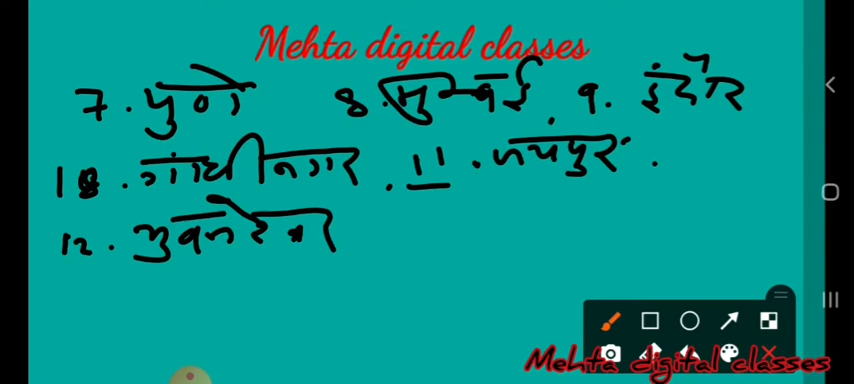 Mehta digital classes
7. पुणे 8. मुम्बई. 9. इंदौर
10. गांधीनगर. 11. जयपुर.
12. भुवनेश्वर
Mehta digital classes